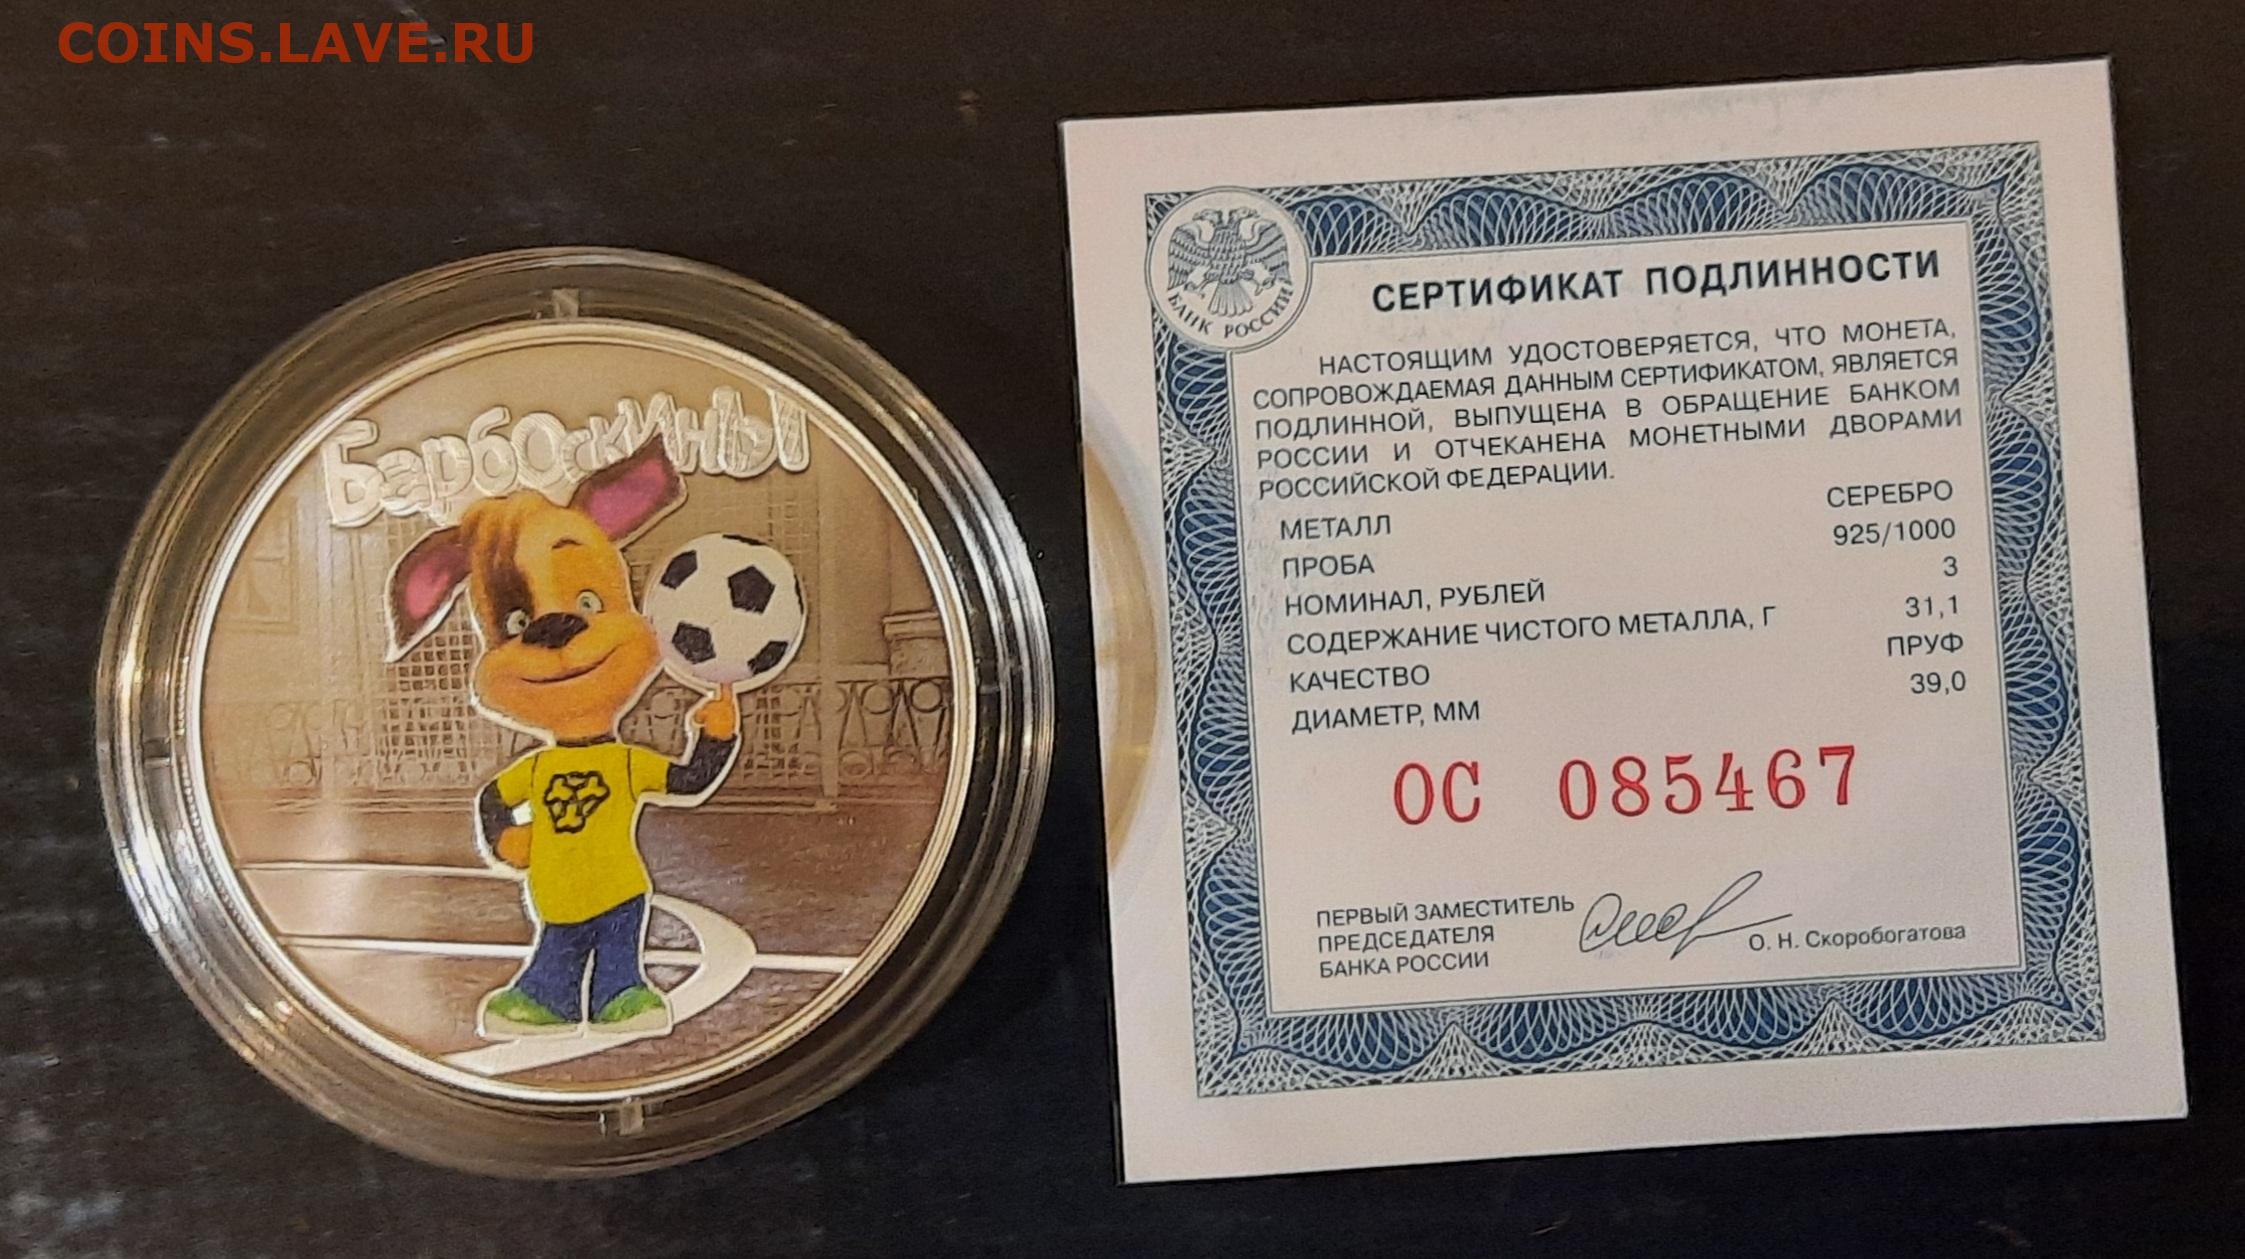 COINS.LAVE.RU
Барбоскины
БАНК РОССИИ
СЕРТИФИКАТ ПОДЛИННОСТИ
НАСТОЯЩИМ УДОСТОВЕРЯЕТСЯ, ЧТО МОНЕТА,
СОПРОВОЖДАЕМАЯ ДАННЫМ СЕРТИФИКАТОМ, ЯВЛЯЕТСЯ
ПОДЛИННОЙ, ВЫПУЩЕНА В ОБРАЩЕНИЕ БАНКОМ
РОССИИ И ОТЧЕКАНЕНА МОНЕТНЫМИ ДВОРАМИ
РОССИЙСКОЙ ФЕДЕРАЦИИ.
МЕТАЛЛ СЕРЕБРО
ПРОБА 925/1000
НОМИНАЛ, РУБЛЕЙ 3
СОДЕРЖАНИЕ ЧИСТОГО МЕТАЛЛА, Г 31,1
КАЧЕСТВО ПРУФ
ДИАМЕТР, ММ 39,0
ОС 085467
ПЕРВЫЙ ЗАМЕСТИТЕЛЬ
ПРЕДСЕДАТЕЛЯ
БАНКА РОССИИ
О. Н. Скоробогатова